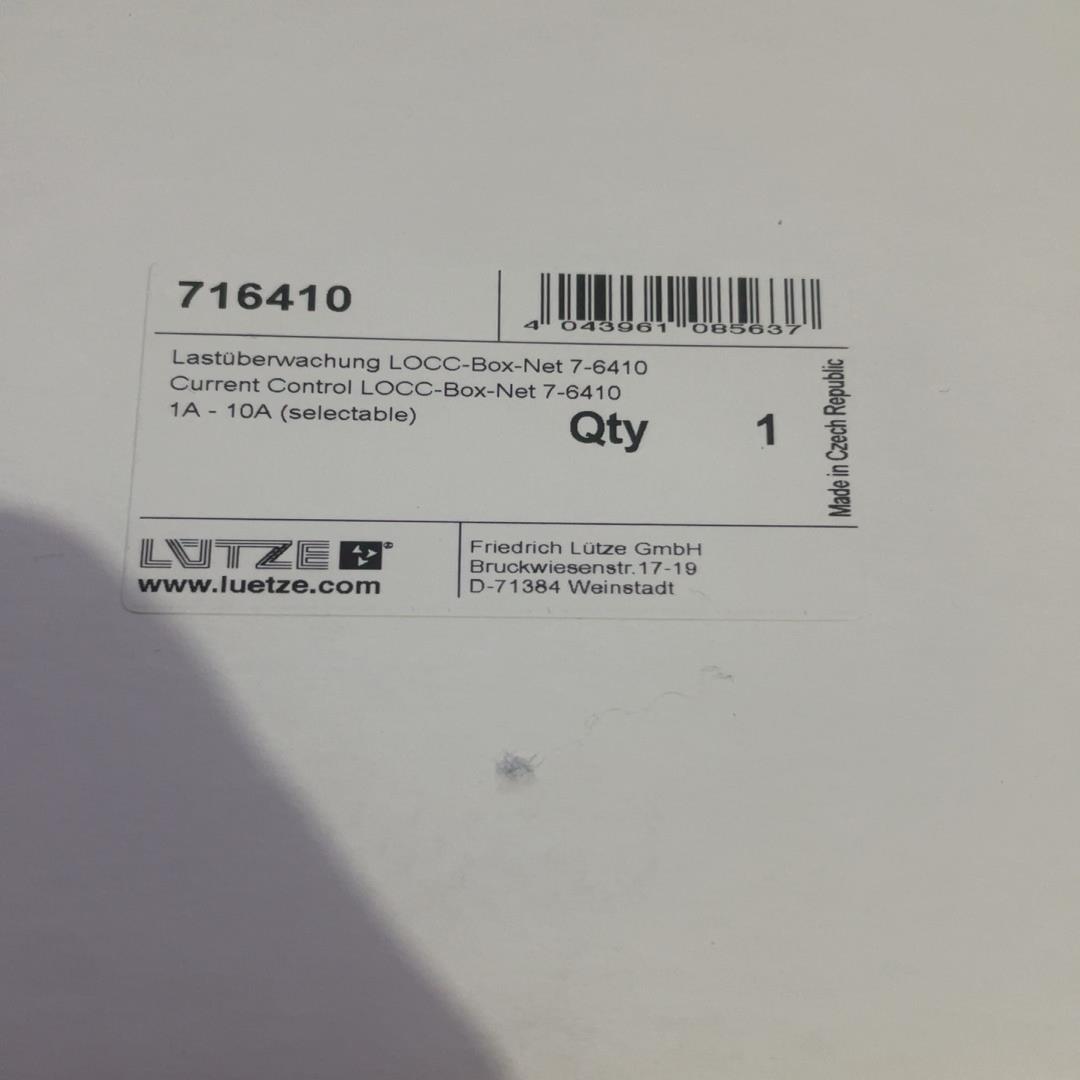 716410
4 043961 085637
Lastüberwachung LOCC-Box-Net 7-6410
Current Control LOCC-Box-Net 7-6410
1A - 10A (selectable)
Qty 1
Made in Czech Republic
LÜTZE ®
www.luetze.com
Friedrich Lütze GmbH
Bruckwiesenstr.17-19
D-71384 Weinstadt